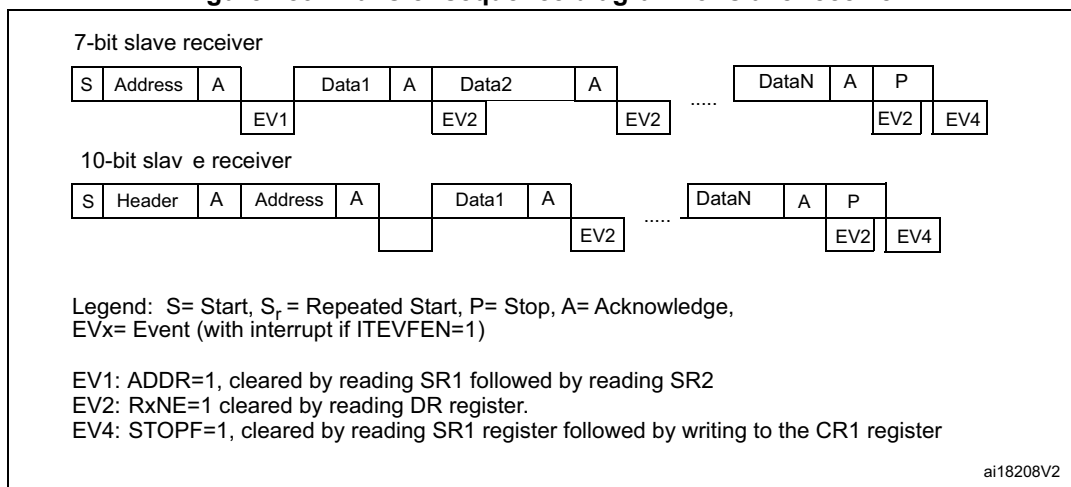 7-bit slave receiver
S Address A Data1 A Data2 A ..... DataN A P
EV1 EV2 EV2 EV2 EV4
10-bit slav e receiver
S Header A Address A Data1 A ..... DataN A P
EV2 EV2 EV4
Legend: S= Start, Sr = Repeated Start, P= Stop, A= Acknowledge,
EVx= Event (with interrupt if ITEVFEN=1)
EV1: ADDR=1, cleared by reading SR1 followed by reading SR2
EV2: RxNE=1 cleared by reading DR register.
EV4: STOPF=1, cleared by reading SR1 register followed by writing to the CR1 register
ai18208V2